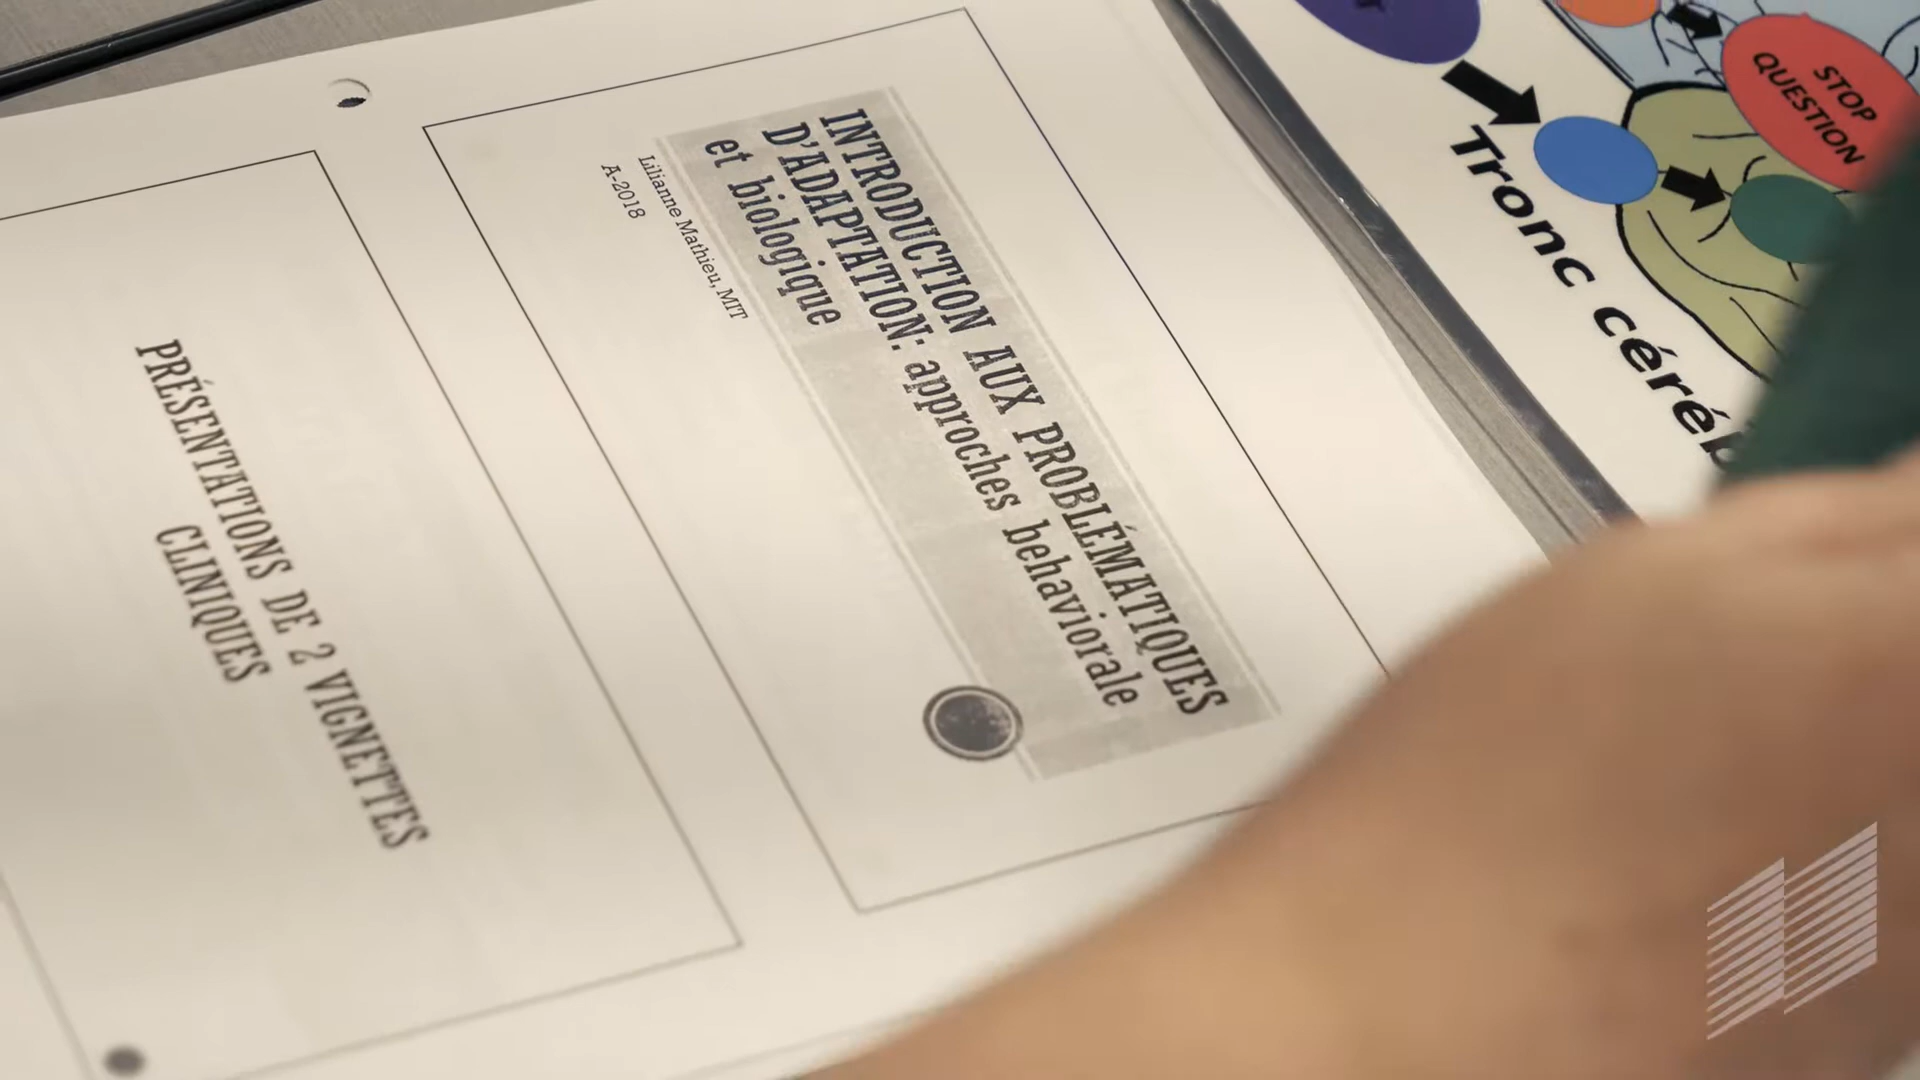 INTRODUCTION AUX PROBLÉMATIQUES
D'ADAPTATION: approches behaviorale
et biologique
Lilianne Mathieu, MIT
A-2018
PRÉSENTATIONS DE 2 VIGNETTES
CLINIQUES
STOP
QUESTION
Tronc